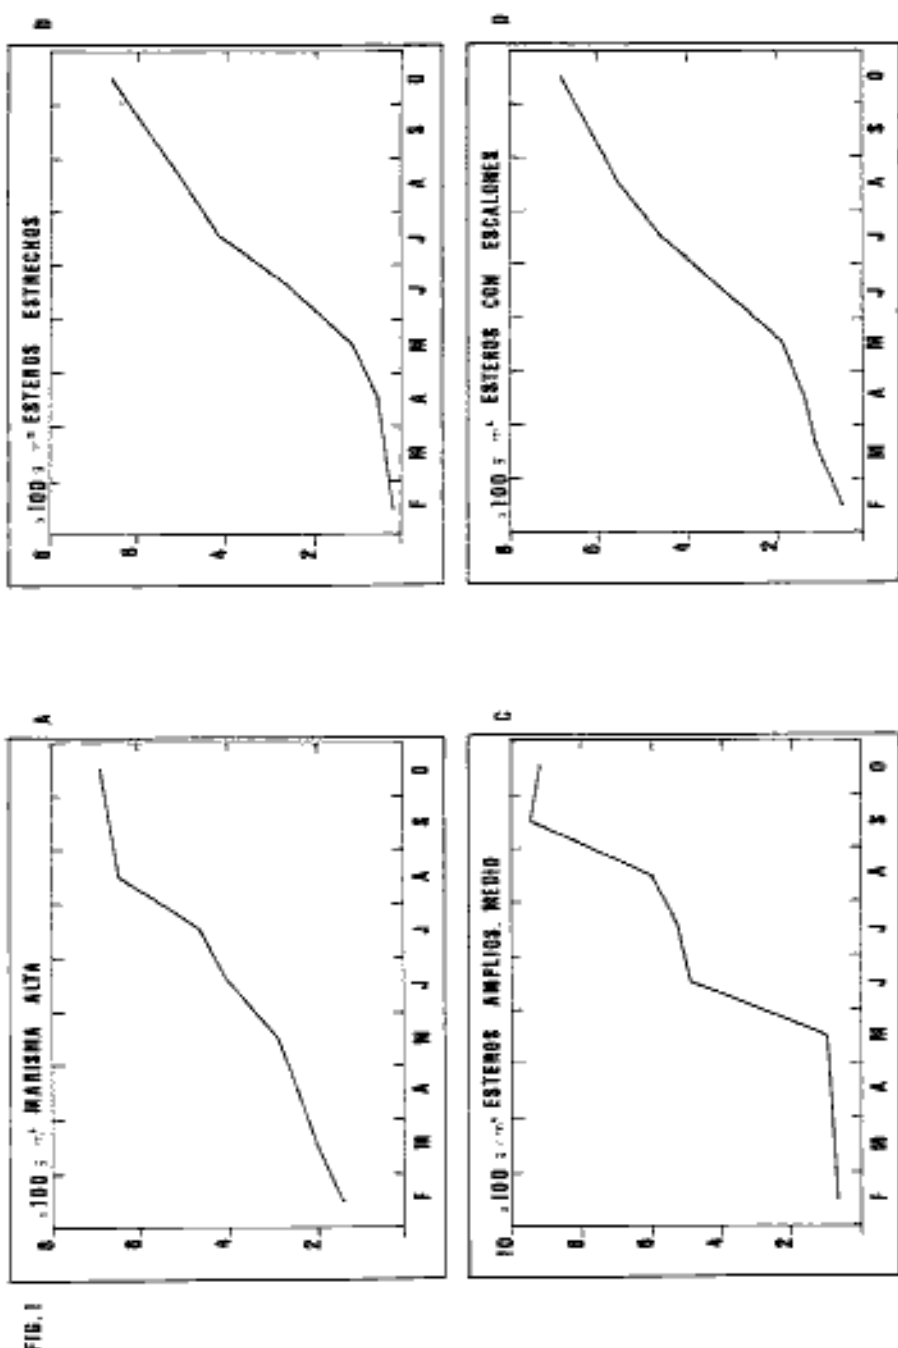 FIG. 1
A
100 MARISMA ALTA
8
6
4
2
F M A M J J A S O
B
100 ESTEROS ESTRECHOS
8
6
4
2
F M A M J J A S O
C
100 ESTEROS AMPLIOS. MEDIO
10
8
6
4
2
F M A M J J A S O
D
100 ESTEROS CON ESCALONES
8
6
4
2
F M A M J J A S O